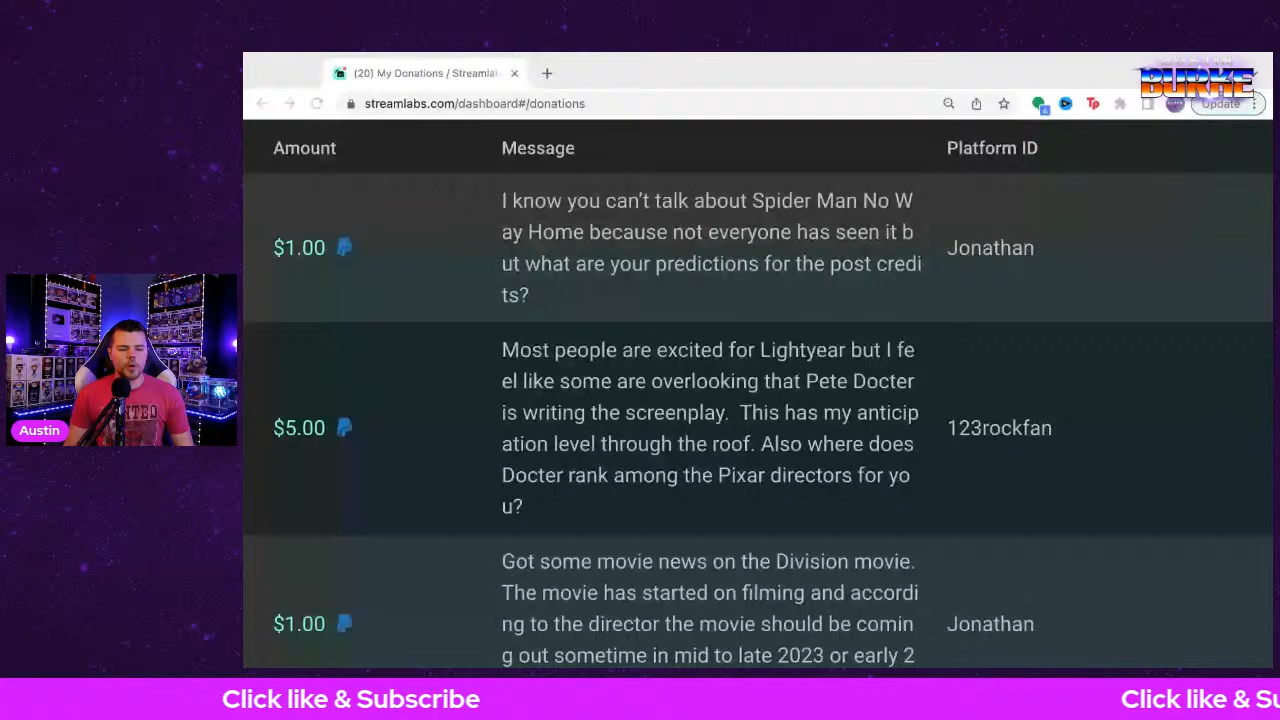 (20) My Donations / Streamla
streamlabs.com/dashboard#/donations
Tp
Update
BURKE
Amount Message Platform ID
I know you can't talk about Spider Man No W
ay Home because not everyone has seen it b
ut what are your predictions for the post credi
ts?
$1.00
Jonathan
Most people are excited for Lightyear but I fe
el like some are overlooking that Pete Docter
is writing the screenplay. This has my anticip
ation level through the roof. Also where does
Docter rank among the Pixar directors for yo
u?
$5.00
123rockfan
Got some movie news on the Division movie.
The movie has started on filming and accordi
ng to the director the movie should be comin
g out sometime in mid to late 2023 or early 2
$1.00
Jonathan
Austin
Click like & Subscribe
Click like & Su